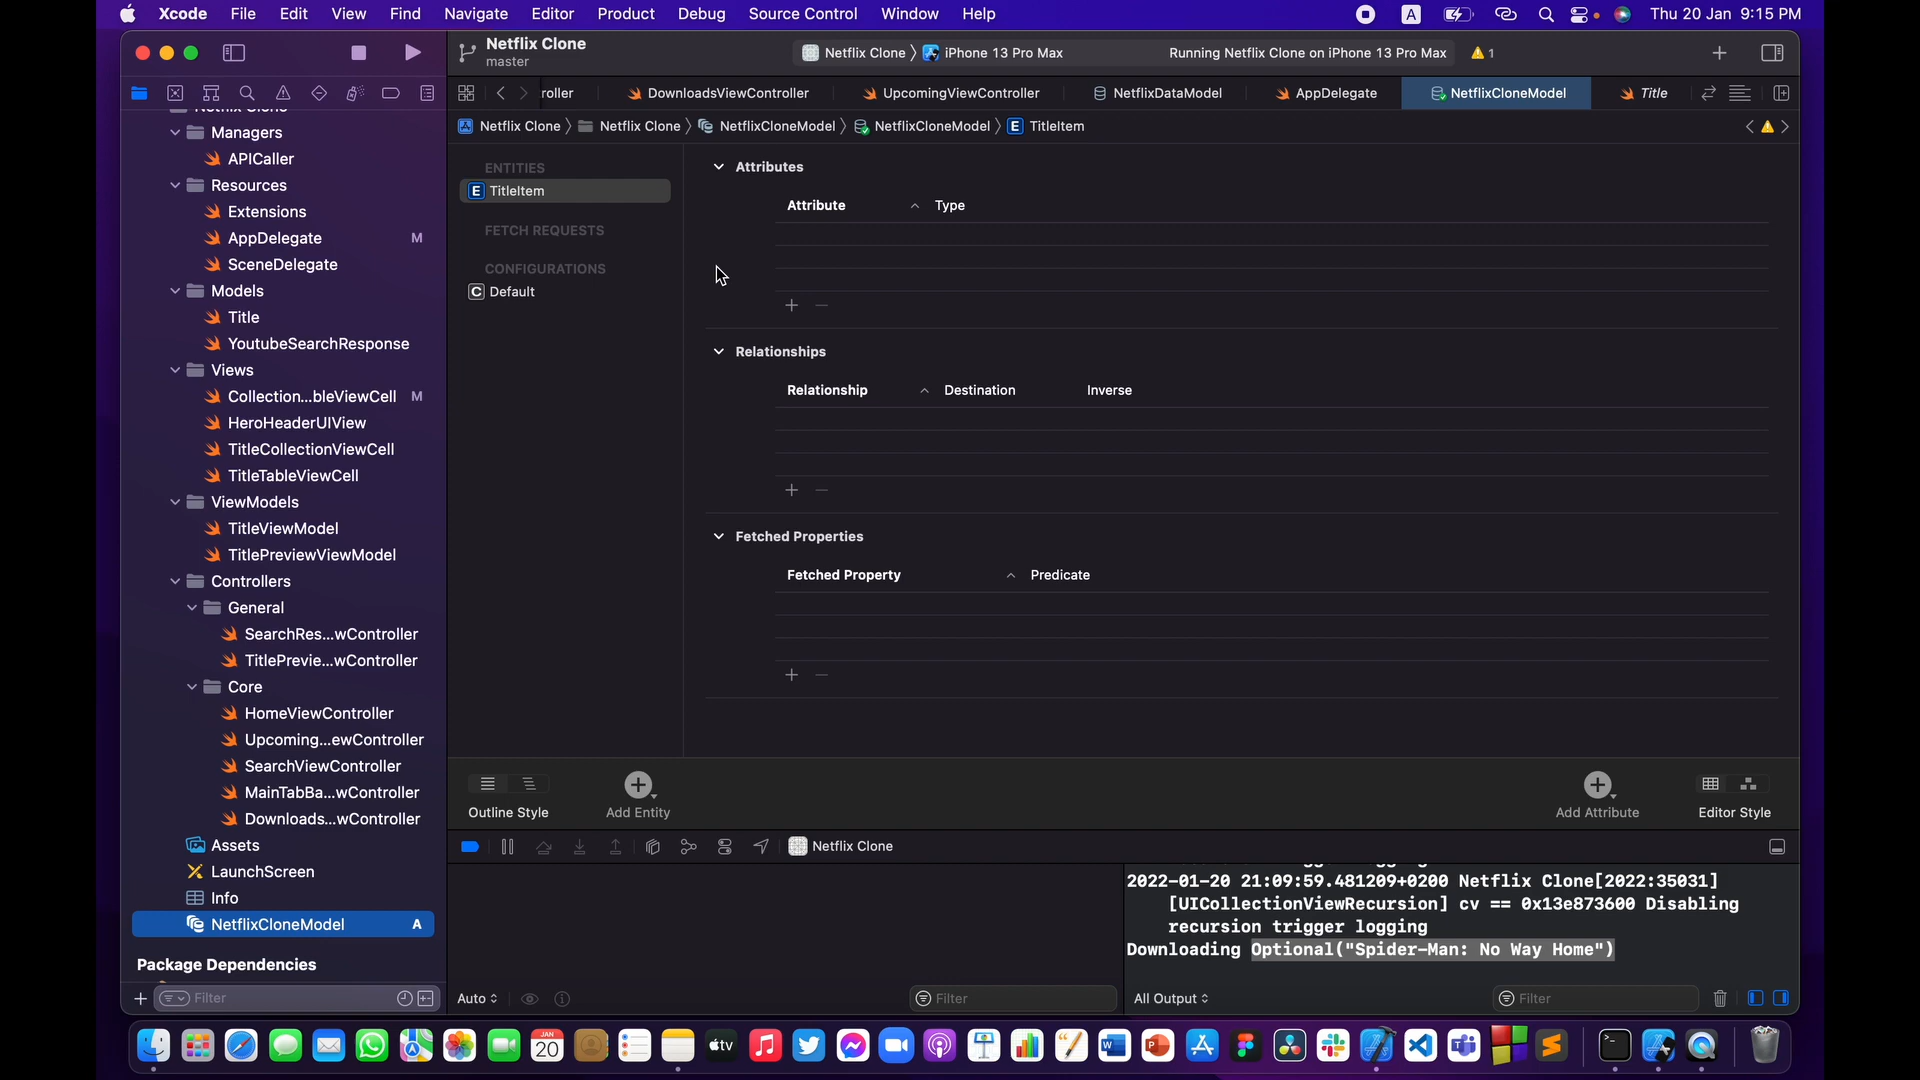 Xcode File Edit View Find Navigate Editor Product Debug Source Control Window Help
A
Thu 20 Jan 9:15 PM
Netflix Clone
master
Netflix Clone
iPhone 13 Pro Max
Running Netflix Clone on iPhone 13 Pro Max
1
roller
DownloadsViewController
UpcomingViewController
NetflixDataModel
AppDelegate
NetflixCloneModel
Title
Netflix Clone
Netflix Clone
NetflixCloneModel
NetflixCloneModel
E TitleItem
Netflix Clone
Managers
APICaller
Resources
Extensions
AppDelegate M
SceneDelegate
Models
Title
YoutubeSearchResponse
Views
Collection...bleViewCell M
HeroHeaderUIView
TitleCollectionViewCell
TitleTableViewCell
ViewModels
TitleViewModel
TitlePreviewViewModel
Controllers
General
SearchRes...wController
TitlePrevie...wController
Core
HomeViewController
Upcoming...ewController
SearchViewController
MainTabBa...wController
Downloads...wController
Assets
LaunchScreen
Info
NetflixCloneModel A
Package Dependencies
Filter
ENTITIES
E TitleItem
FETCH REQUESTS
CONFIGURATIONS
C Default
Attributes
Attribute Type
Relationships
Relationship Destination Inverse
Fetched Properties
Fetched Property Predicate
Outline Style
Add Entity
Add Attribute
Editor Style
Netflix Clone
2022-01-20 21:09:59.481209+0200 Netflix Clone[2022:35031]
[UICollectionViewRecursion] cv == 0x13e873600 Disabling
recursion trigger logging
Downloading Optional("Spider-Man: No Way Home")
Auto
Filter
All Output
Filter
JAN
20
tv